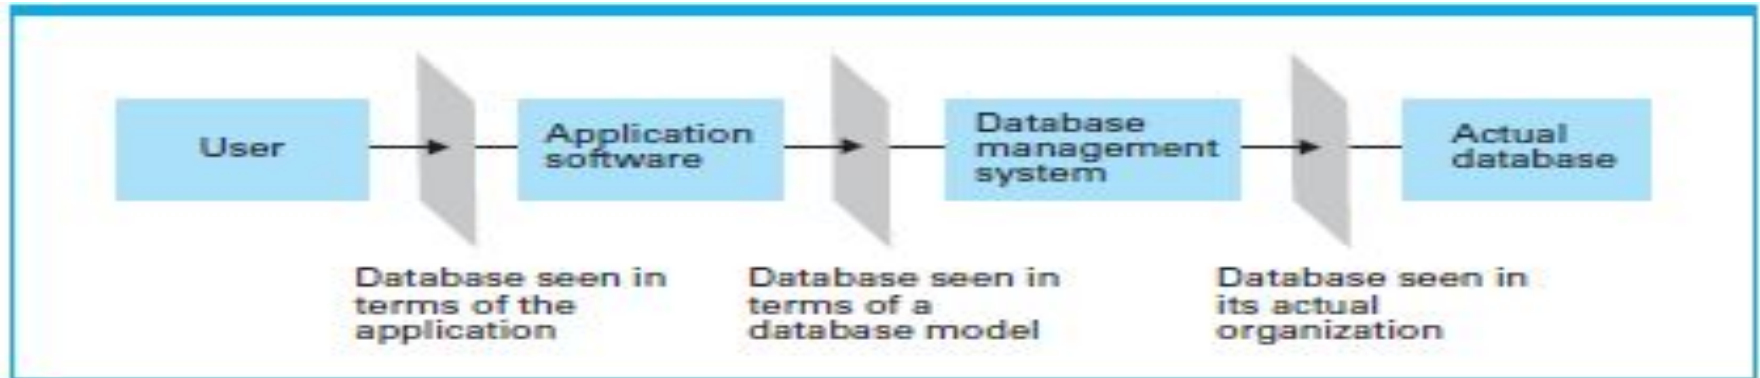 User
Application
software
Database
management
system
Actual
database
Database seen in
terms of the
application
Database seen in
terms of a
database model
Database seen in
its actual
organization